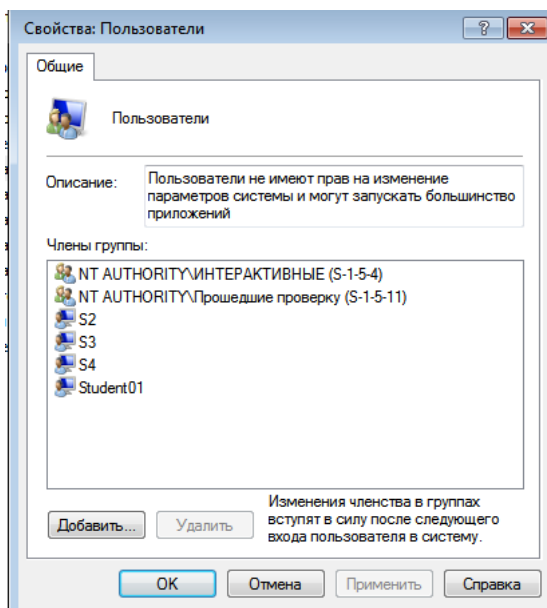 Свойства: Пользователи
Общие
Пользователи
Описание:
Пользователи не имеют прав на изменение
параметров системы и могут запускать большинство
приложений
Члены группы:
NT AUTHORITY\ИНТЕРАКТИВНЫЕ (S-1-5-4)
NT AUTHORITY\Прошедшие проверку (S-1-5-11)
S2
S3
S4
Student01
Добавить...
Удалить
Изменения членства в группах
вступят в силу после следующего
входа пользователя в систему.
OK
Отмена
Применить
Справка